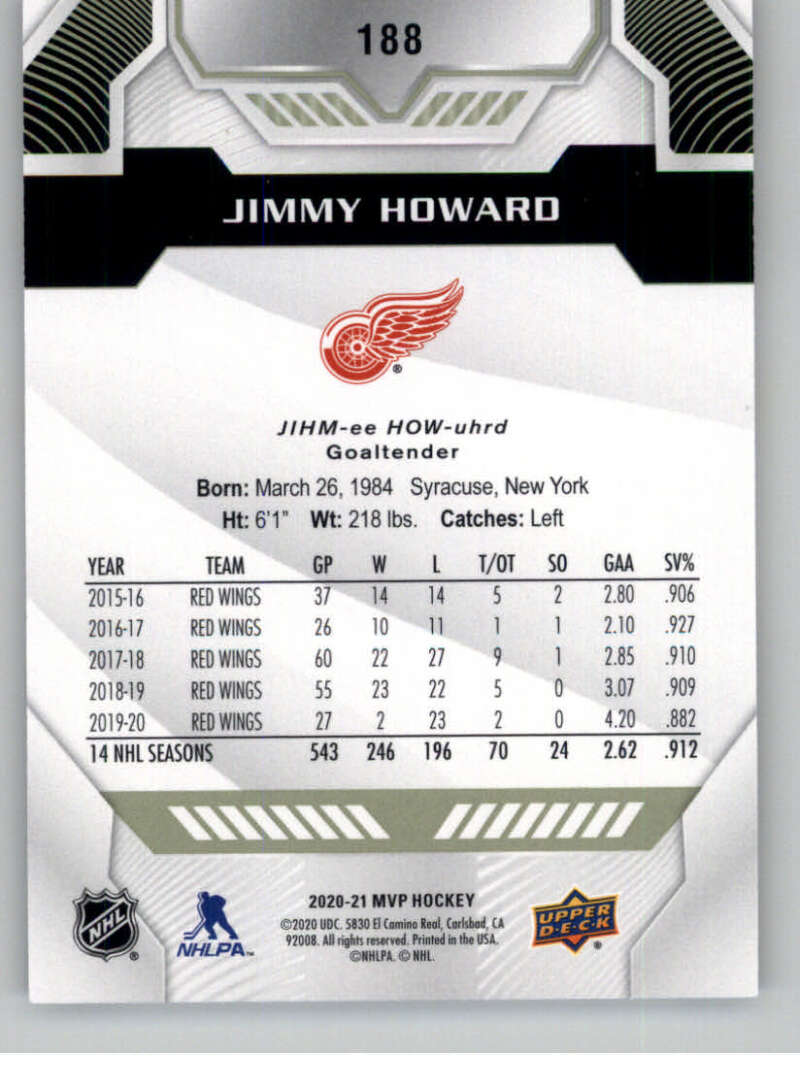 188
JIMMY HOWARD
®
JIHM-ee HOW-uhrd
Goaltender
Born: March 26, 1984 Syracuse, New York
Ht: 6'1" Wt: 218 lbs. Catches: Left
YEAR TEAM GP W L T/OT SO GAA SV%
2015-16 RED WINGS 37 14 14 5 2 2.80 .906
2016-17 RED WINGS 26 10 11 1 1 2.10 .927
2017-18 RED WINGS 60 22 27 9 1 2.85 .910
2018-19 RED WINGS 55 23 22 5 0 3.07 .909
2019-20 RED WINGS 27 2 23 2 0 4.20 .882
14 NHL SEASONS 543 246 196 70 24 2.62 .912
NHL ®
NHLPA™
2020-21 MVP HOCKEY
©2020 UDC. 5830 El Camino Real, Carlsbad, CA
92008. All rights reserved. Printed in the USA.
©NHLPA. © NHL.
UPPER
D·E·C·K ®